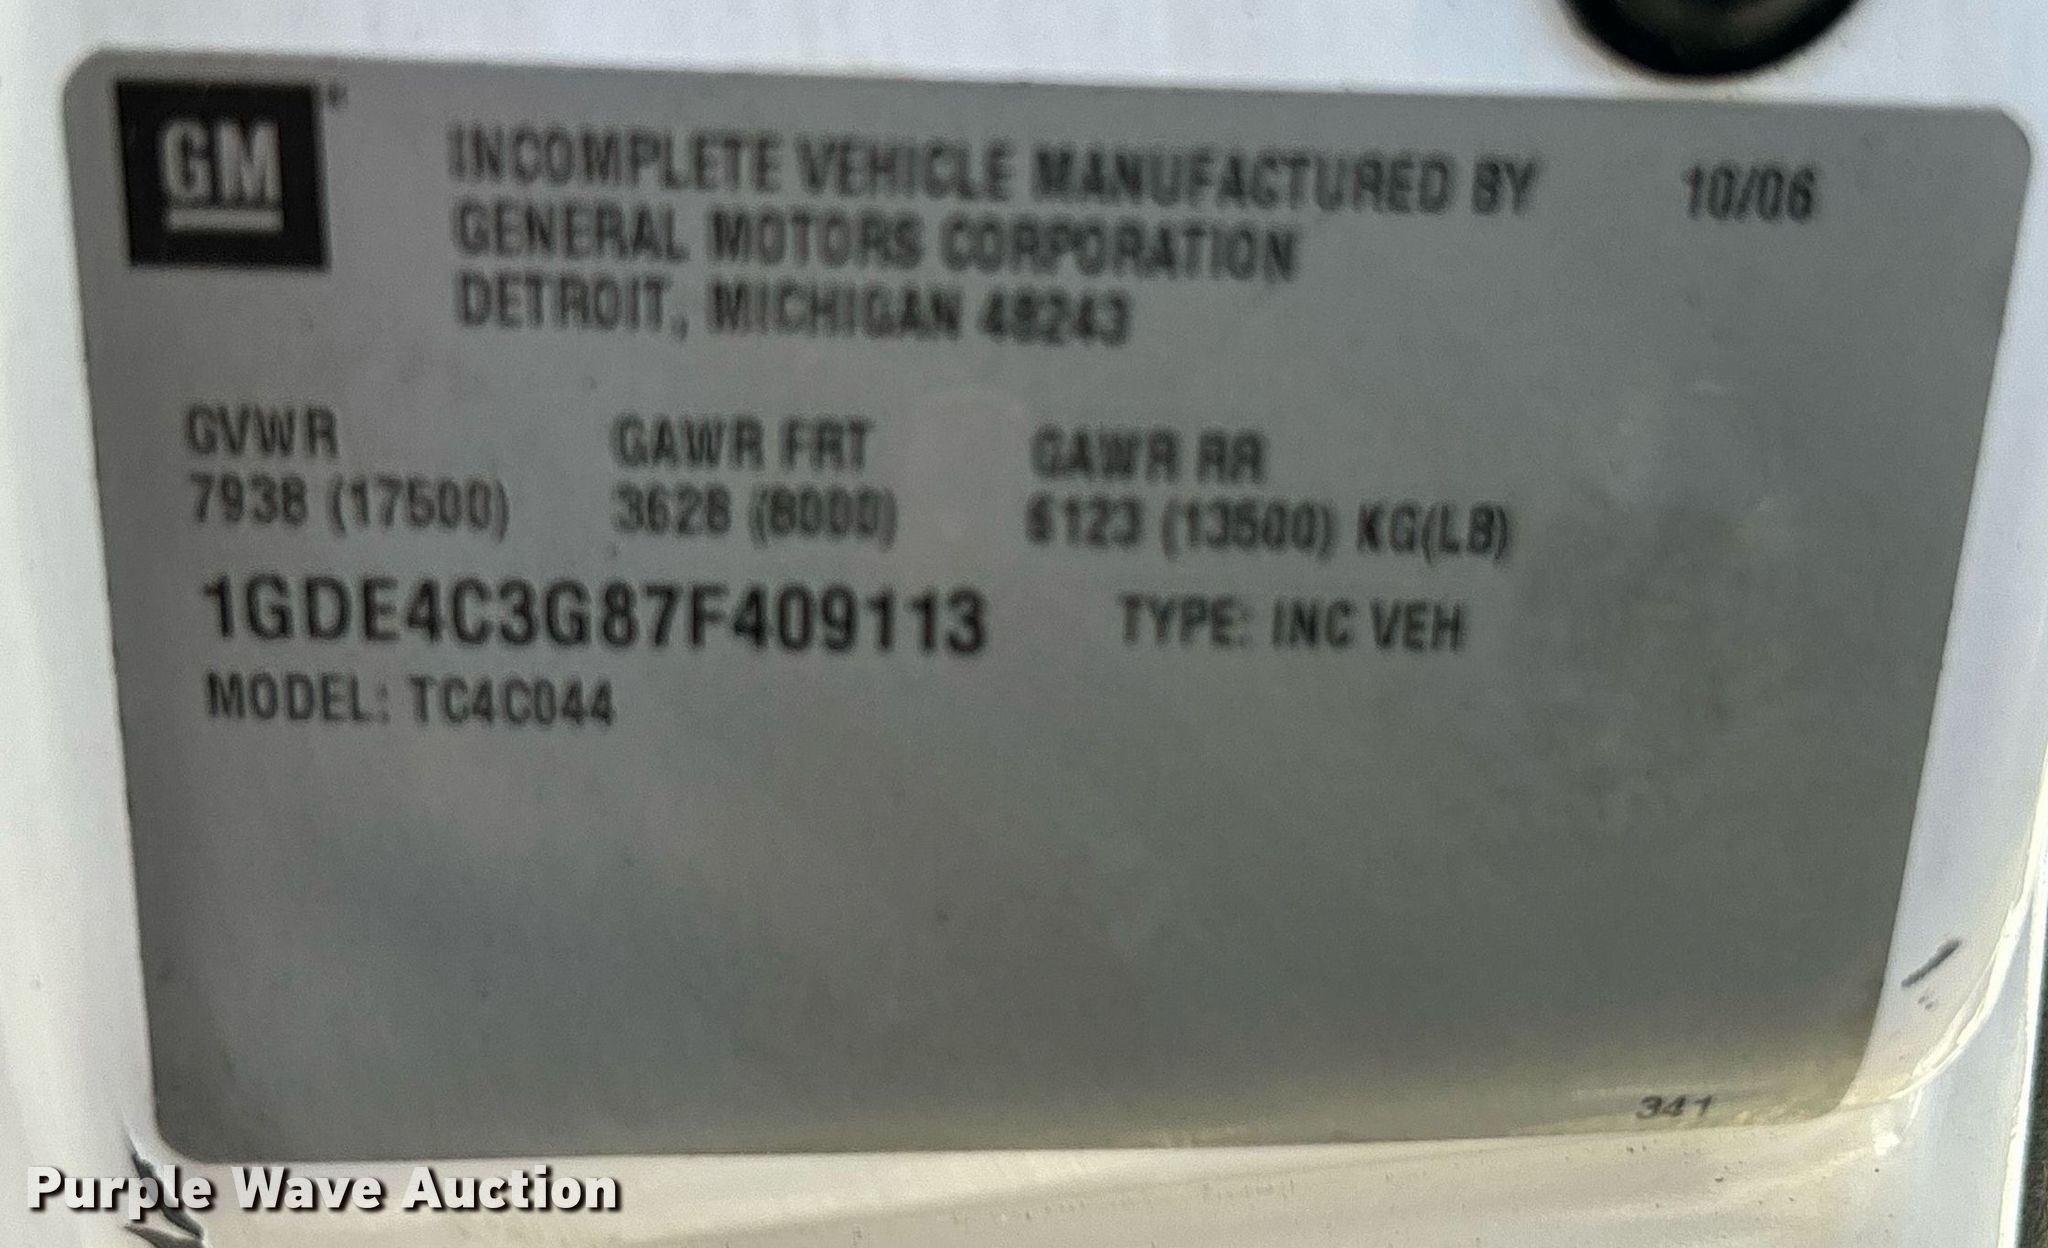 GM
INCOMPLETE VEHICLE MANUFACTURED BY 10/06
GENERAL MOTORS CORPORATION
DETROIT, MICHIGAN 48243
GVWR GAWR FRT GAWR RR
7938 (17500) 3628 (8000) 6123 (13500) KG(LB)
1GDE4C3G87F409113 TYPE: INC VEH
MODEL: TC4C044
341
Purple Wave Auction